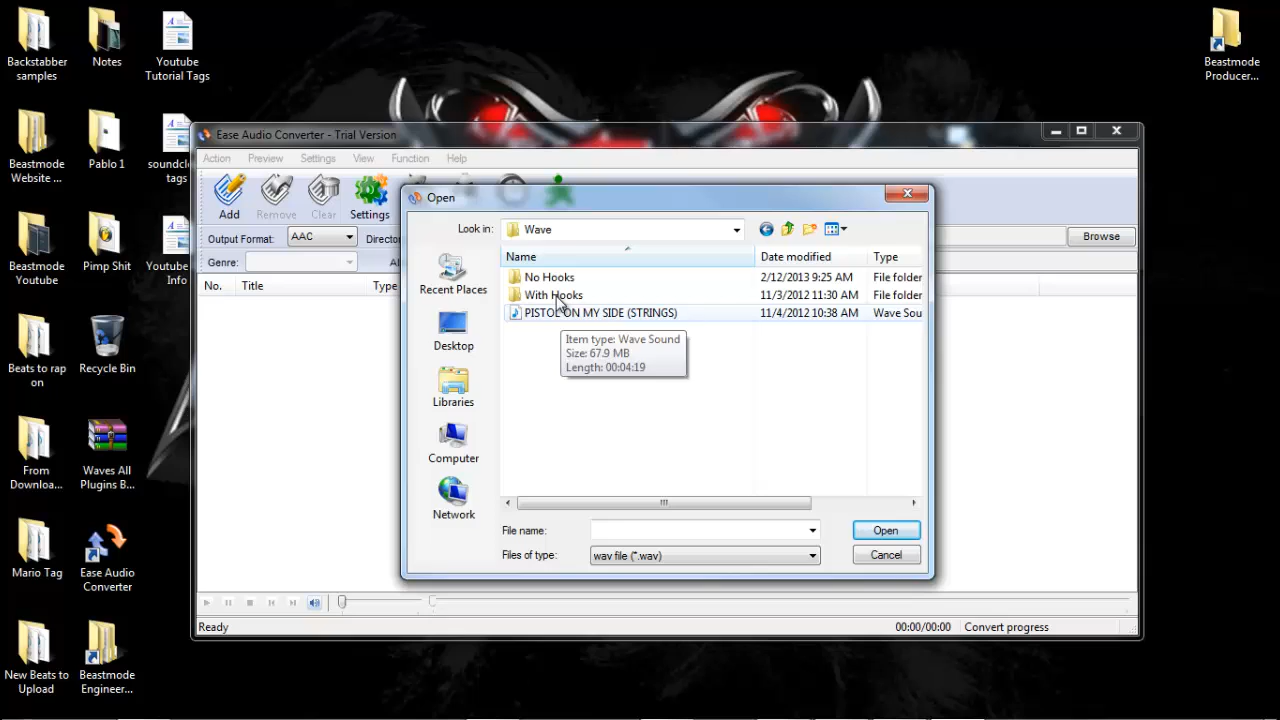 Backstabber
samples
Notes
Youtube
Tutorial Tags
Beastmode
Producer...
Beastmode
Website ...
Pablo 1
soundcl
tags
Beastmode
Youtube
Pimp Shit
Youtube
Info
Beats to rap
on
Recycle Bin
From
Downloa...
Waves All
Plugins B...
Mario Tag
Ease Audio
Converter
New Beats to
Upload
Beastmode
Engineer...
Ease Audio Converter - Trial Version
Action Preview Settings View Function Help
Add Remove Clear Settings
Output Format: AAC Directo
Browse
Genre: Al
No. Title Type
Open
Look in: Wave
Name Date modified Type
No Hooks 2/12/2013 9:25 AM File folder
With Hooks 11/3/2012 11:30 AM File folder
PISTOL ON MY SIDE (STRINGS) 11/4/2012 10:38 AM Wave Sou
Item type: Wave Sound
Size: 67.9 MB
Length: 00:04:19
Recent Places
Desktop
Libraries
Computer
Network
File name: Open
Files of type: wav file (*.wav) Cancel
Ready 00:00/00:00 Convert progress